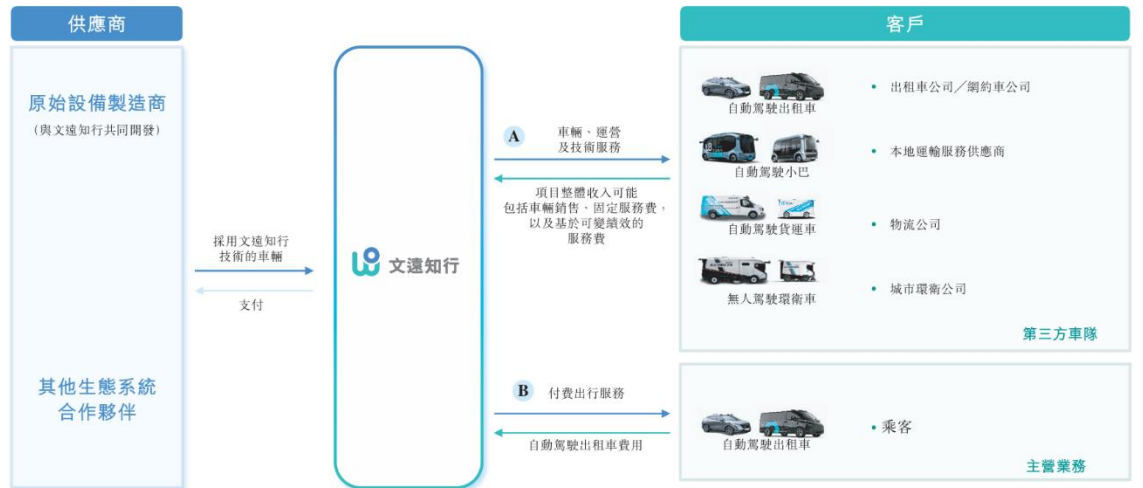 供應商
原始設備製造商
(與文遠知行共同開發)
其他生態系統
合作夥伴
採用文遠知行
技術的車輛
支付
文遠知行
A
車輛、運營
及技術服務
項目整體收入可能
包括車輛銷售、固定服務費，
以及基於可變績效的
服務費
B
付費出行服務
自動駕駛出租車費用
客戶
自動駕駛出租車
• 出租車公司／網約車公司
自動駕駛小巴
• 本地運輸服務供應商
自動駕駛貨運車
• 物流公司
無人駕駛環衛車
• 城市環衛公司
第三方車隊
自動駕駛出租車
• 乘客
主營業務